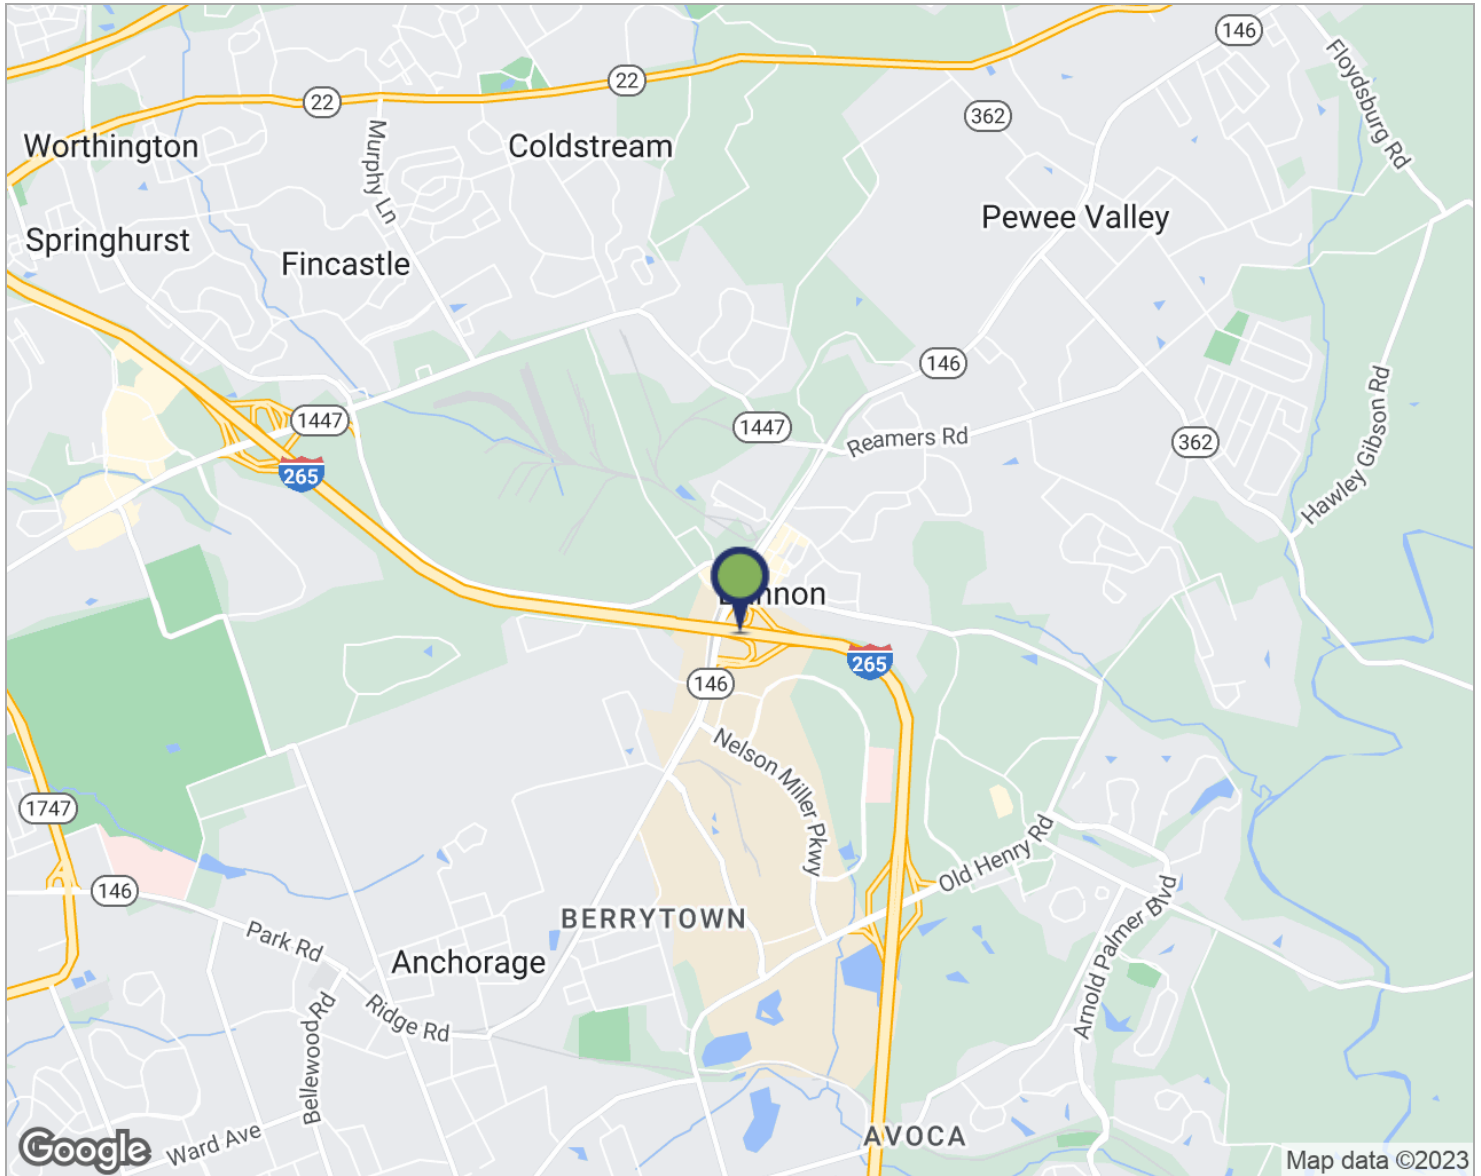 146
Floydsburg Rd
22
22
362
Worthington
Murphy Ln
Coldstream
Springhurst
Fincastle
Pewee Valley
146
1447
1447
Reamers Rd
362
Hawley Gibson Rd
265
265
146
Nelson Miller Pkwy
1747
Old Henry Rd
146
BERRYTOWN
Park Rd
Anchorage
Arnold Palmer Blvd
Ridge Rd
Bellewood Rd
Ward Ave
AVOCA
Google
Map data ©2023